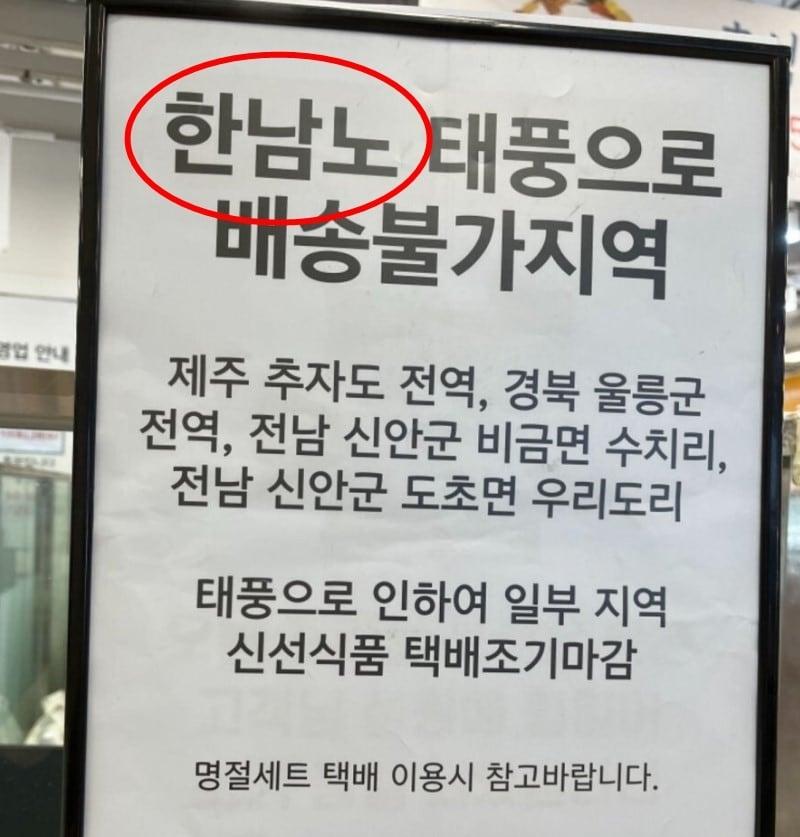 한남노 태풍으로
배송불가지역
제주 추자도 전역, 경북 울릉군
전역, 전남 신안군 비금면 수치리,
전남 신안군 도초면 우리도리
태풍으로 인하여 일부 지역
신선식품 택배조기마감
명절세트 택배 이용시 참고바랍니다.
영업 안내